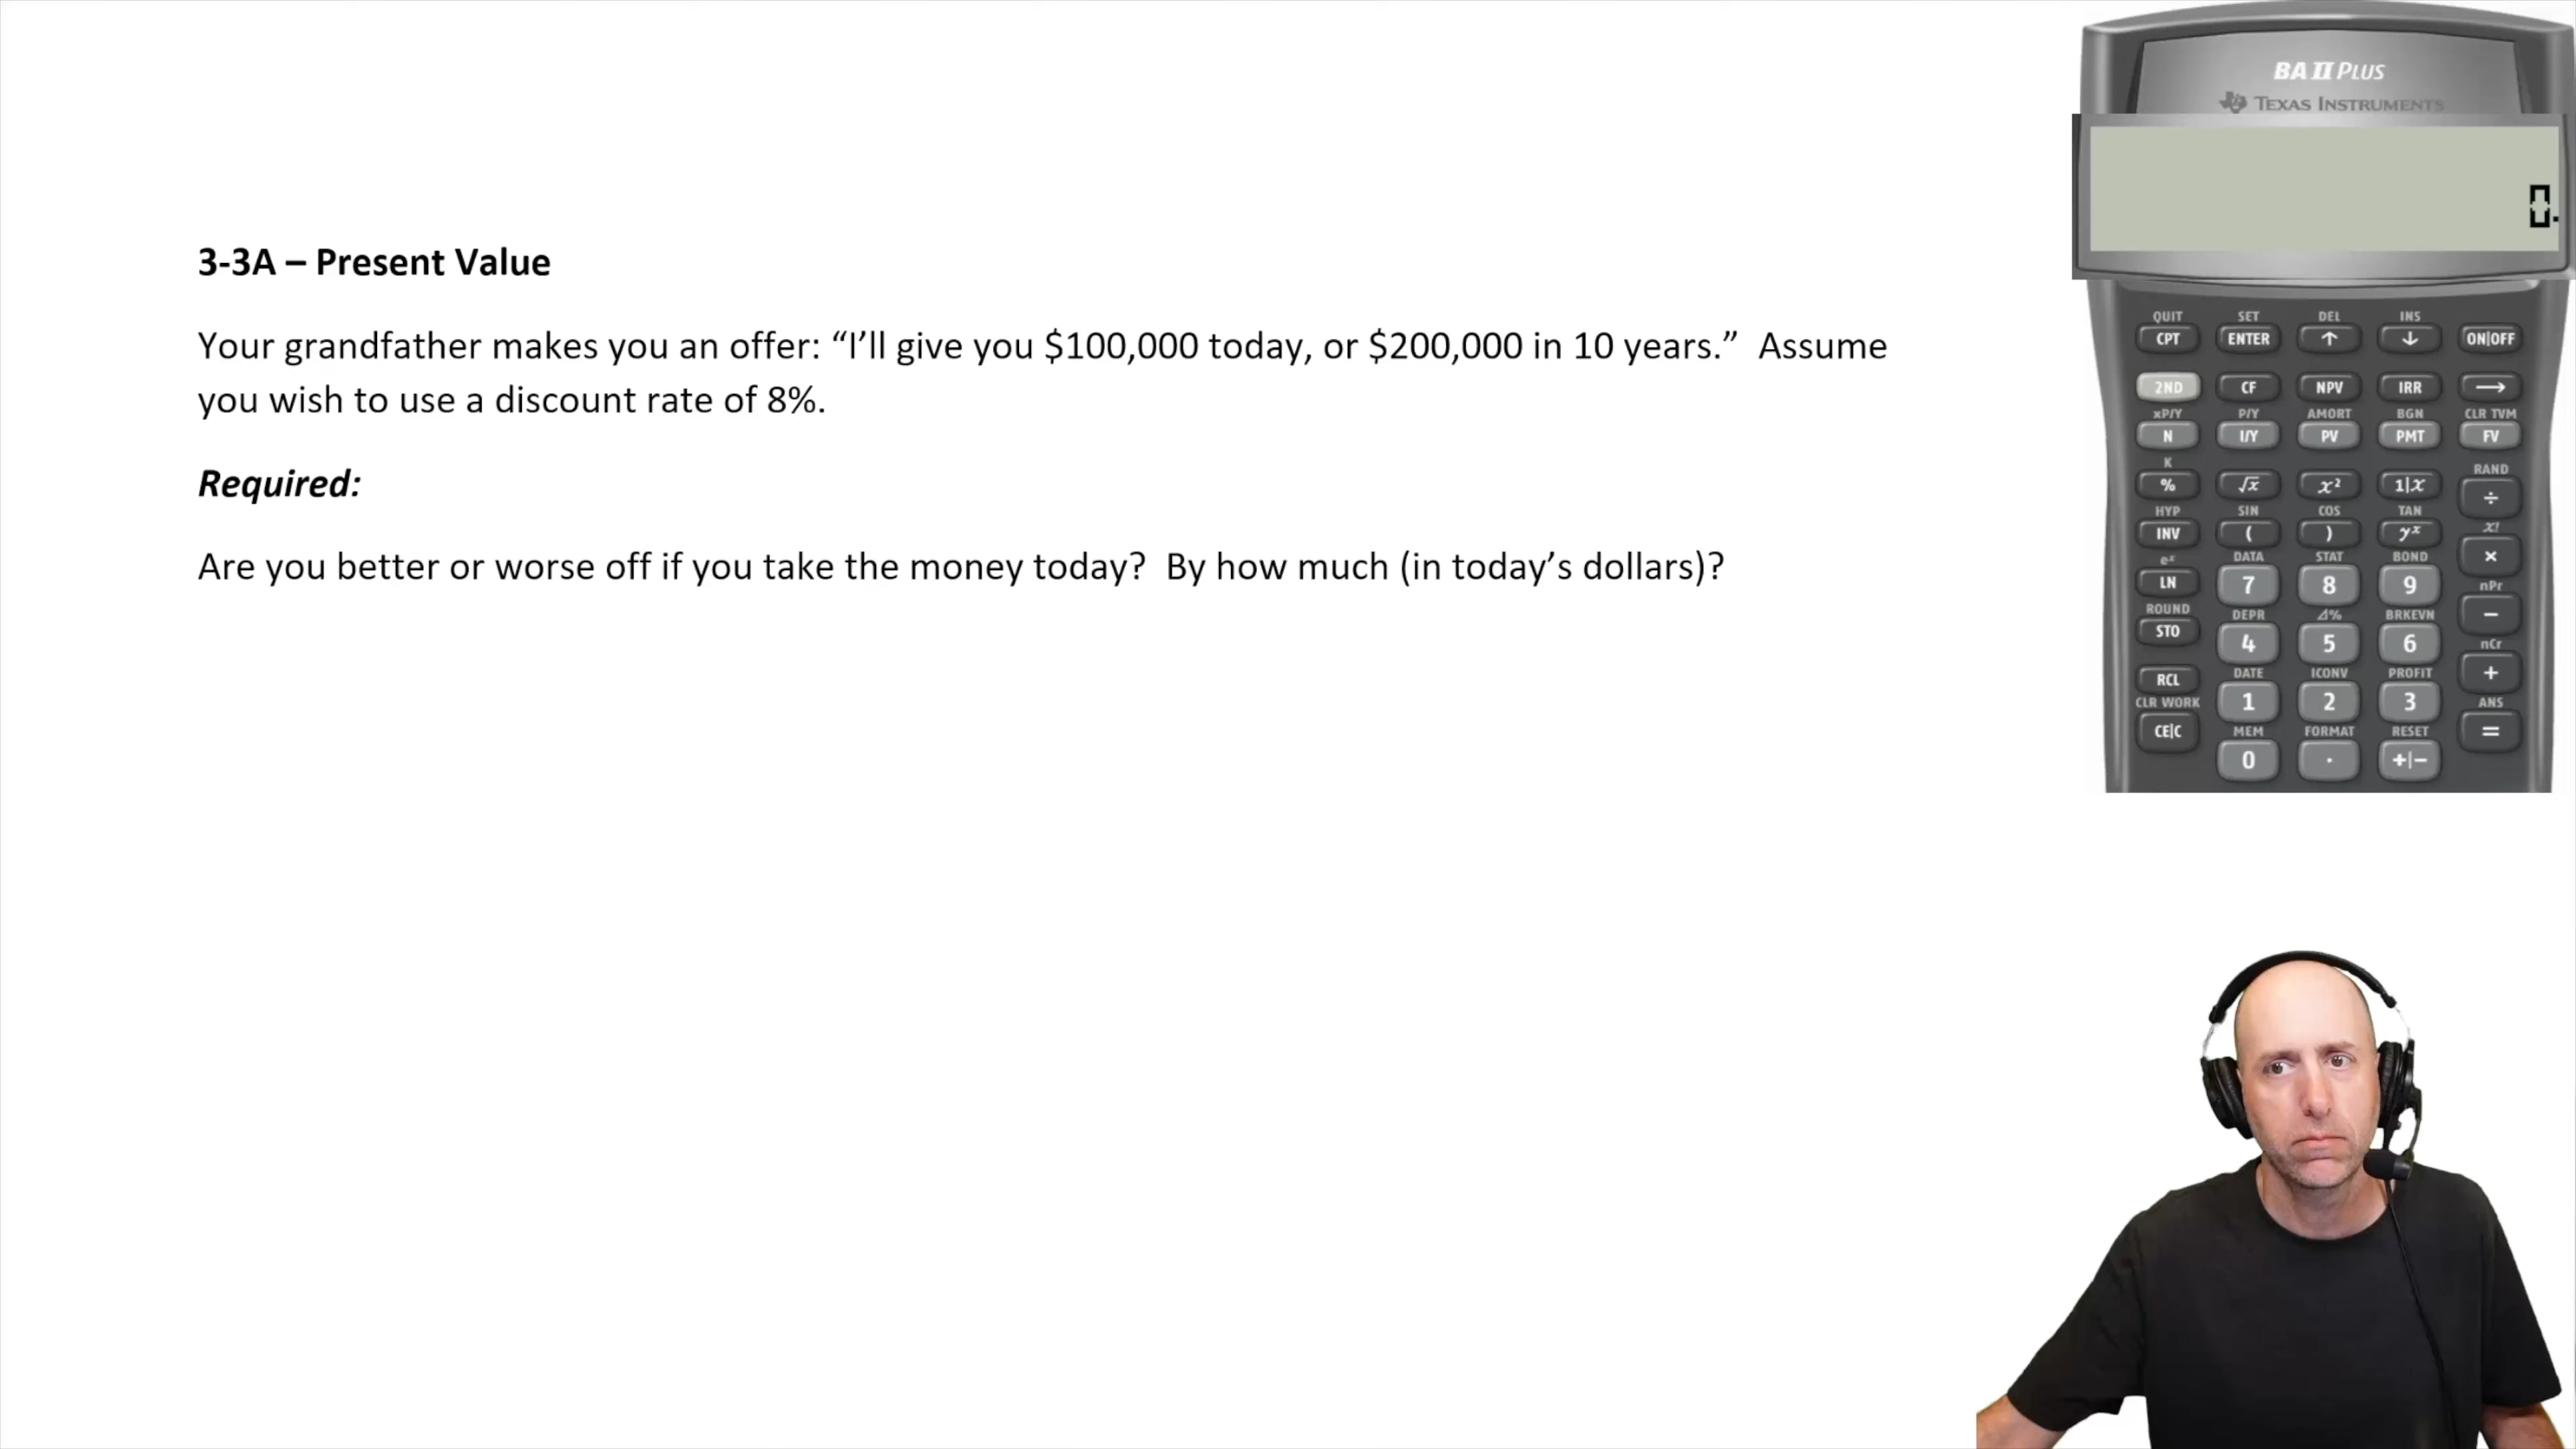 3-3A – Present Value
Your grandfather makes you an offer: “I’ll give you $100,000 today, or $200,000 in 10 years.” Assume
you wish to use a discount rate of 8%.
Required:
Are you better or worse off if you take the money today? By how much (in today’s dollars)?
BA II PLUS
TEXAS INSTRUMENTS
0.
QUIT SET DEL INS
CPT ENTER ↑ ↓ ON|OFF
2ND CF NPV IRR →
xP/Y P/Y AMORT BGN CLR TVM
N I/Y PV PMT FV
K RAND
% √x x² 1|x ÷
HYP SIN COS TAN x!
INV ( ) yˣ ×
eˣ DATA STAT BOND nPr
LN 7 8 9 −
ROUND DEPR Δ% BRKEVN nCr
STO 4 5 6 +
DATE ICONV PROFIT
RCL 1 2 3
CLR WORK ANS
CE|C =
MEM FORMAT RESET
0 . +|−